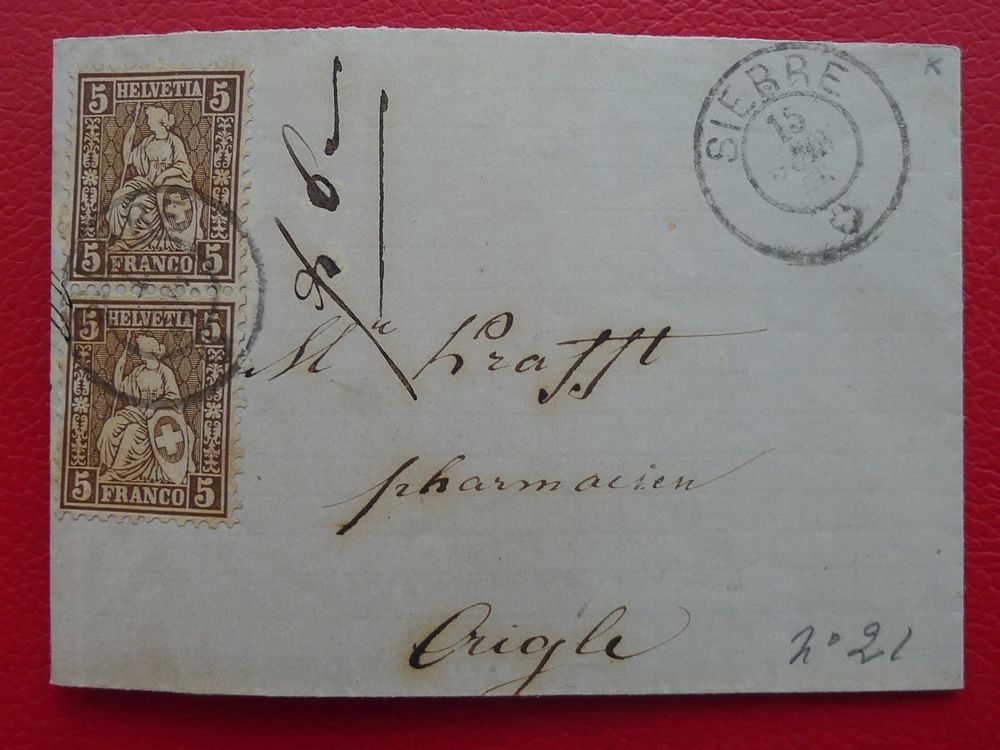 5 HELVETIA 5
5 FRANCO 5
5 HELVETIA 5
5 FRANCO 5
SIERRE
15
K
Mr Krafft
pharmacien
Aigle
no 21